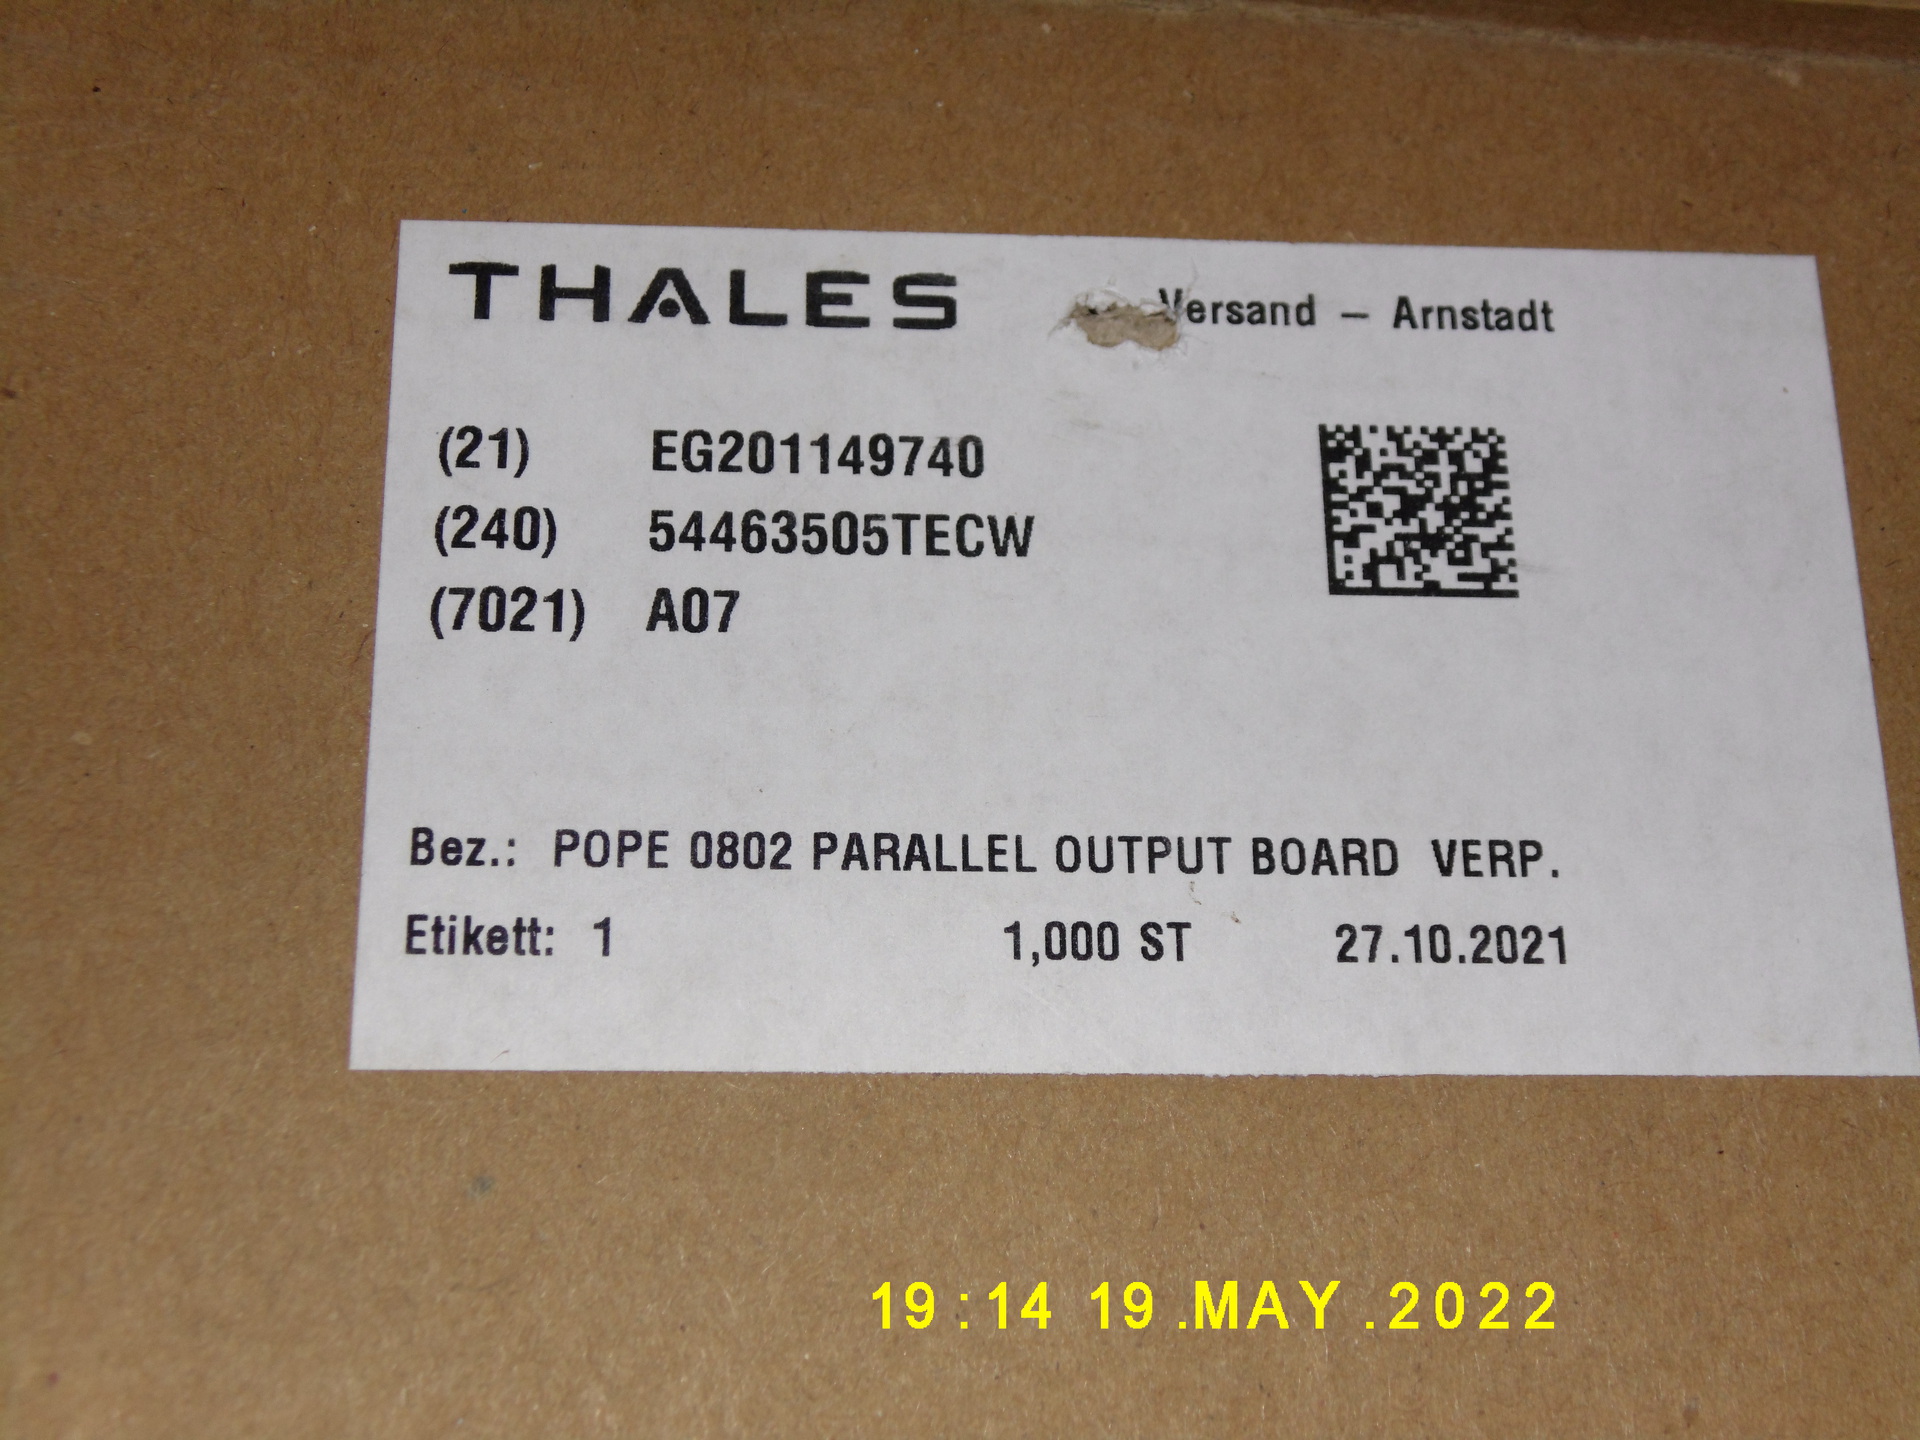 THALES Versand – Arnstadt
(21) EG201149740
(240) 54463505TECW
(7021) A07
Bez.: POPE 0802 PARALLEL OUTPUT BOARD VERP.
Etikett: 1 1,000 ST 27.10.2021
19:14 19.MAY.2022